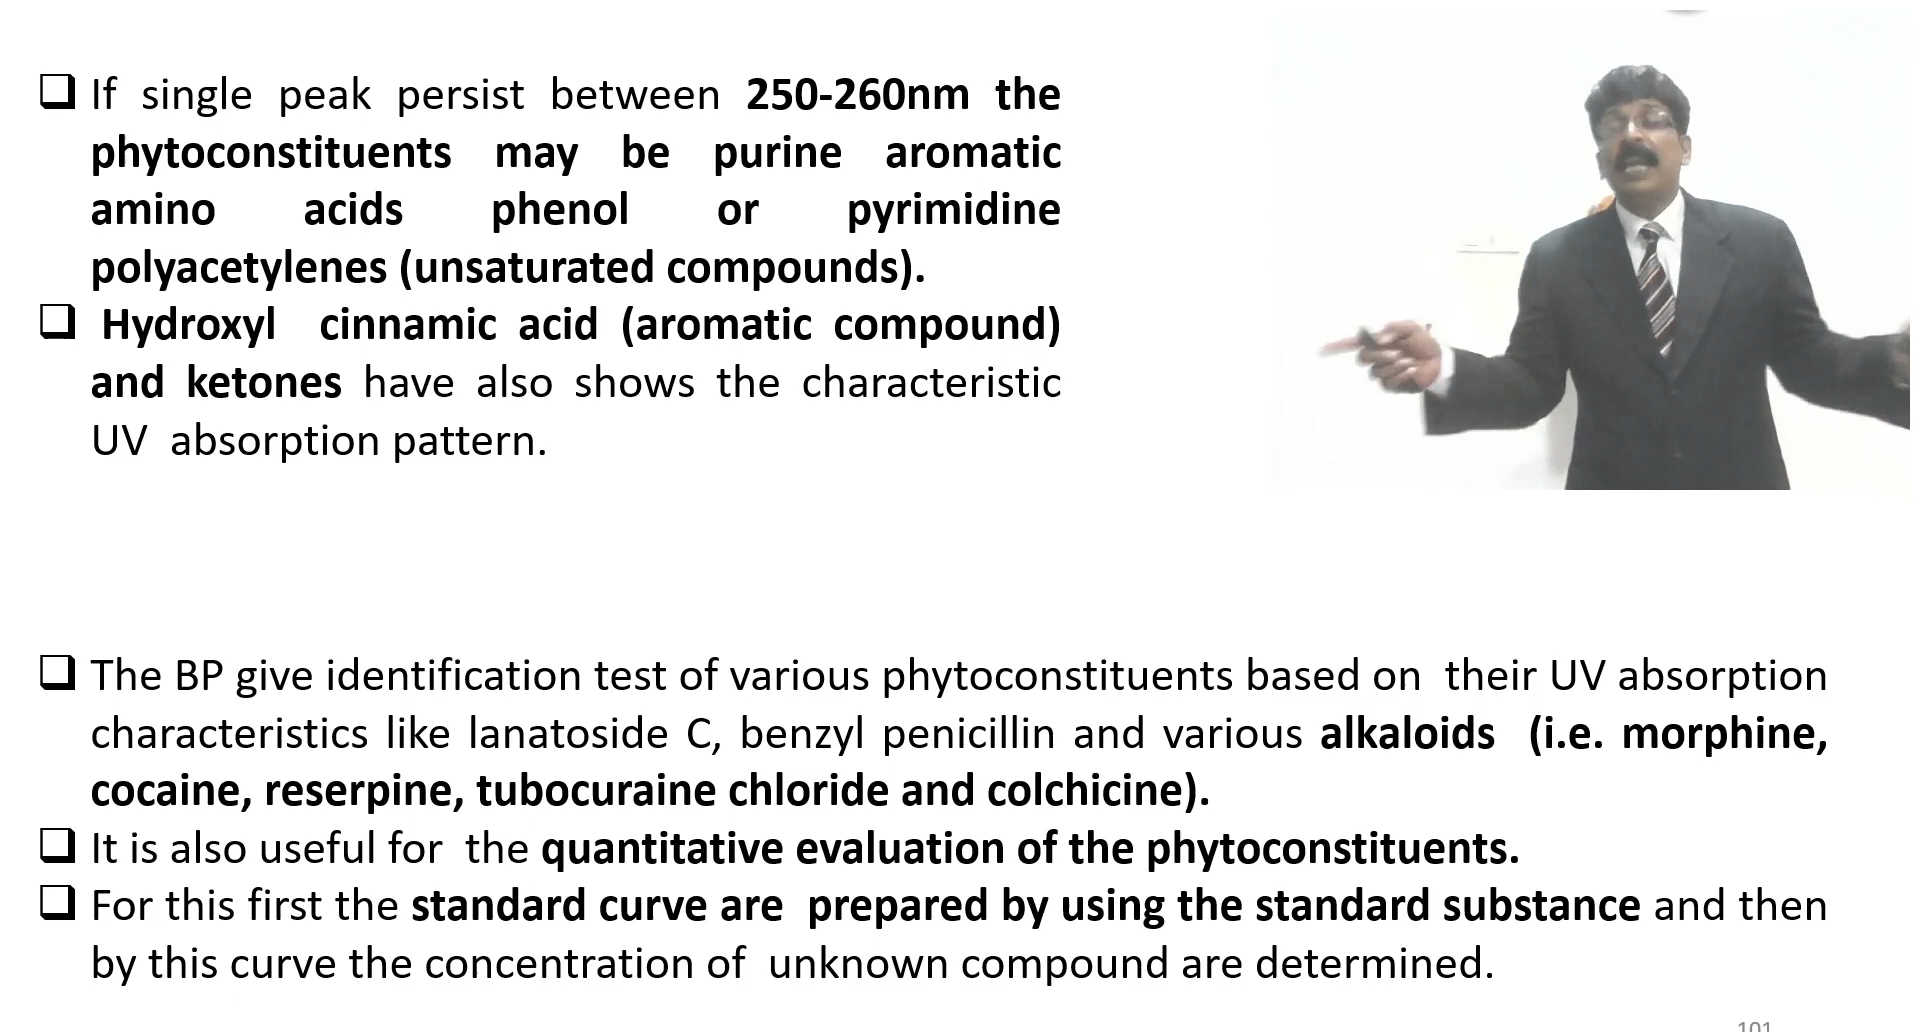 If single peak persist between 250-260nm the
phytoconstituents may be purine aromatic
amino acids phenol or pyrimidine
polyacetylenes (unsaturated compounds).
Hydroxyl cinnamic acid (aromatic compound)
and ketones have also shows the characteristic
UV absorption pattern.
The BP give identification test of various phytoconstituents based on their UV absorption
characteristics like lanatoside C, benzyl penicillin and various alkaloids (i.e. morphine,
cocaine, reserpine, tubocuraine chloride and colchicine).
It is also useful for the quantitative evaluation of the phytoconstituents.
For this first the standard curve are prepared by using the standard substance and then
by this curve the concentration of unknown compound are determined.
101